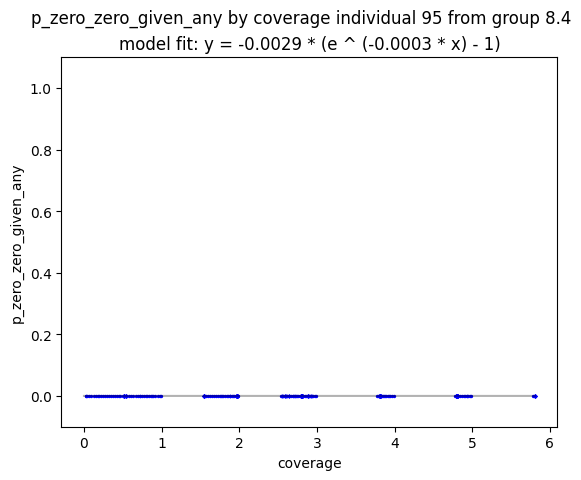 p_zero_zero_given_any by coverage individual 95 from group 8.4
model fit: y = -0.0029 * (e ^ (-0.0003 * x) - 1)
1.0
0.8
0.6
0.4
0.2
0.0
p_zero_zero_given_any
0 1 2 3 4 5 6
coverage